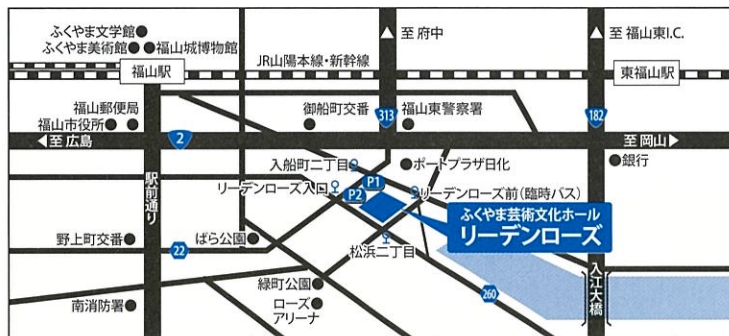 ふくやま文学館
ふくやま美術館
福山城博物館
至 府中
至 福山東I.C.
JR山陽本線・新幹線
福山駅
東福山駅
福山郵便局
福山市役所
御船町交番
福山東警察署
313
182
至 広島
2
至 岡山
入船町二丁目
ポートプラザ日化
銀行
リーデンローズ入口
P1
P2
リーデンローズ前(臨時バス)
ふくやま芸術文化ホール
リーデンローズ
駅前通り
野上町交番
22
ばら公園
松浜二丁目
緑町公園
ローズ
アリーナ
260
入江大橋
南消防署